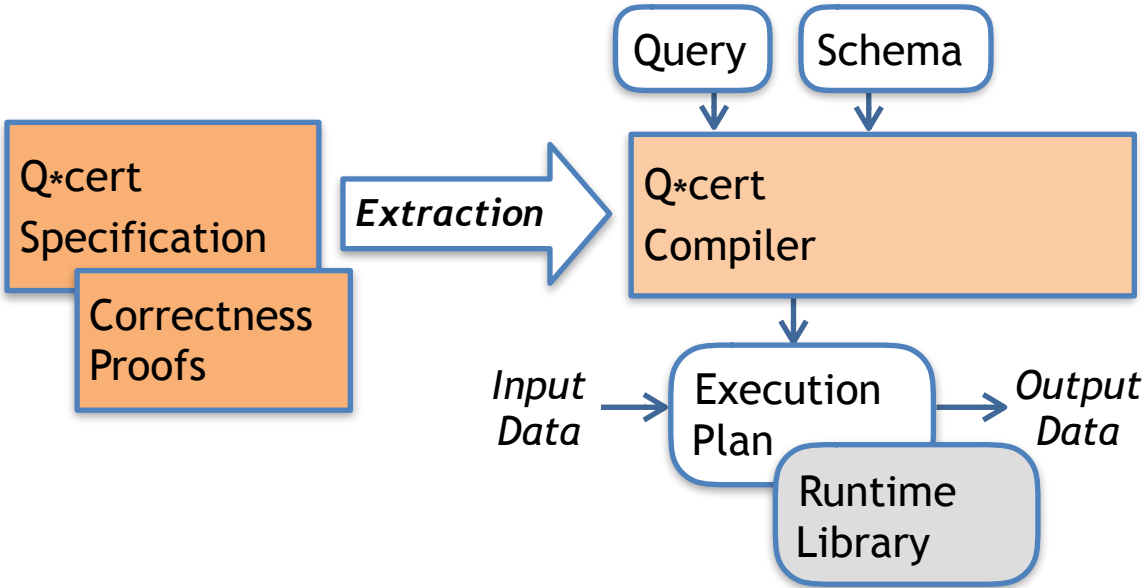 Query
Schema
Q*cert
Specification
Correctness
Proofs
Extraction
Q*cert
Compiler
Input
Data
Execution
Plan
Output
Data
Runtime
Library